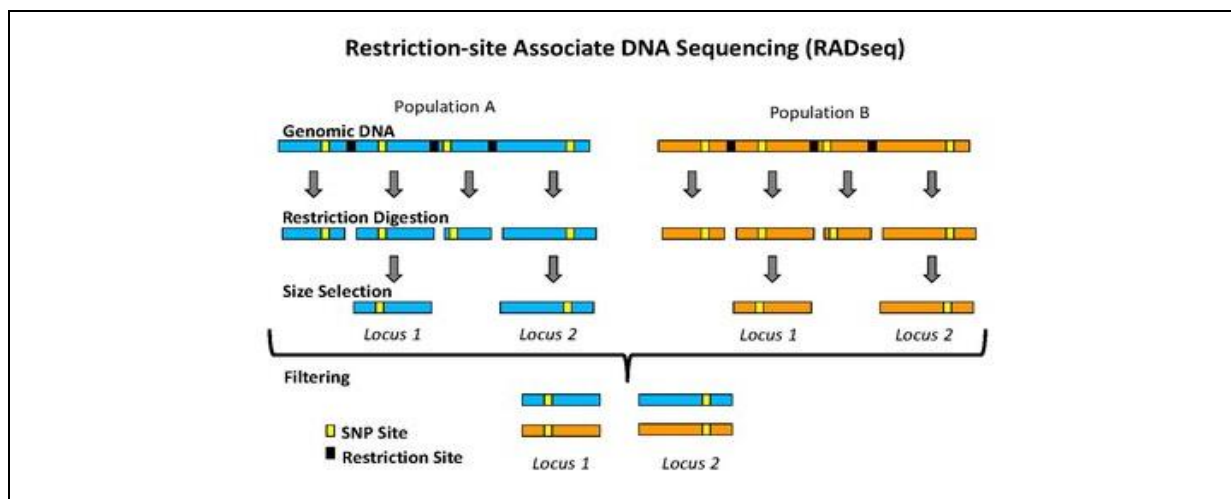 Restriction-site Associate DNA Sequencing (RADseq)
Population A
Population B
Genomic DNA
Restriction Digestion
Size Selection
Locus 1
Locus 2
Locus 1
Locus 2
Filtering
SNP Site
Restriction Site
Locus 1
Locus 2